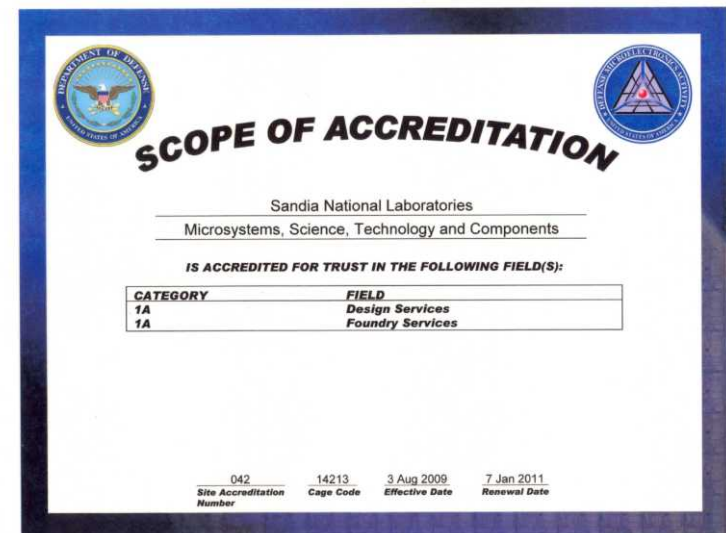 DEPARTMENT OF DEFENSE
UNITED STATES OF AMERICA
DEFENSE MICROELECTRONICS ACTIVITY
UNITED STATES OF AMERICA
SCOPE OF ACCREDITATION
Sandia National Laboratories
Microsystems, Science, Technology and Components
IS ACCREDITED FOR TRUST IN THE FOLLOWING FIELD(S):
CATEGORY FIELD
1A Design Services
1A Foundry Services
042 14213 3 Aug 2009 7 Jan 2011
Site Accreditation Cage Code Effective Date Renewal Date
Number